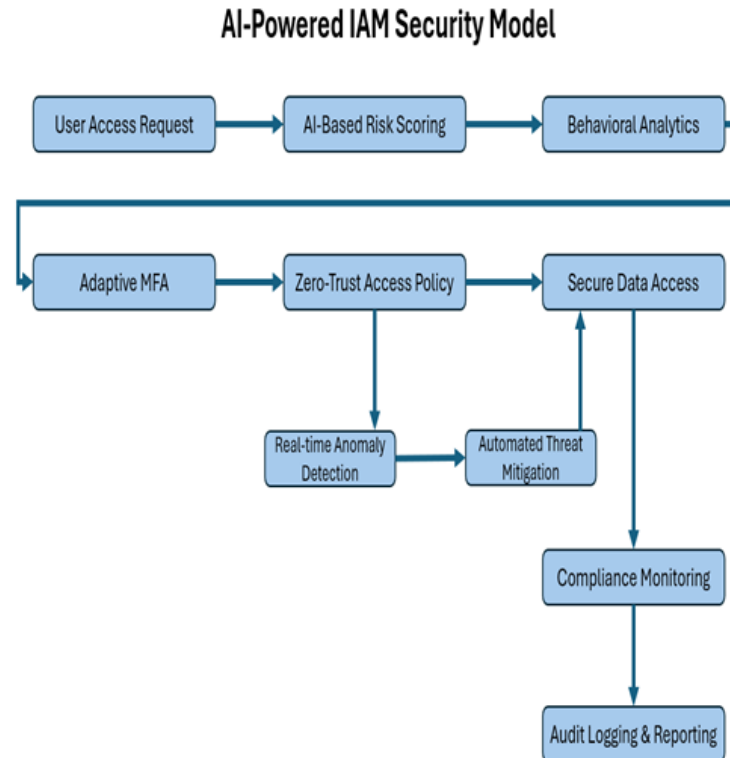 AI-Powered IAM Security Model
User Access Request
AI-Based Risk Scoring
Behavioral Analytics
Adaptive MFA
Zero-Trust Access Policy
Secure Data Access
Real-time Anomaly
Detection
Automated Threat
Mitigation
Compliance Monitoring
Audit Logging & Reporting